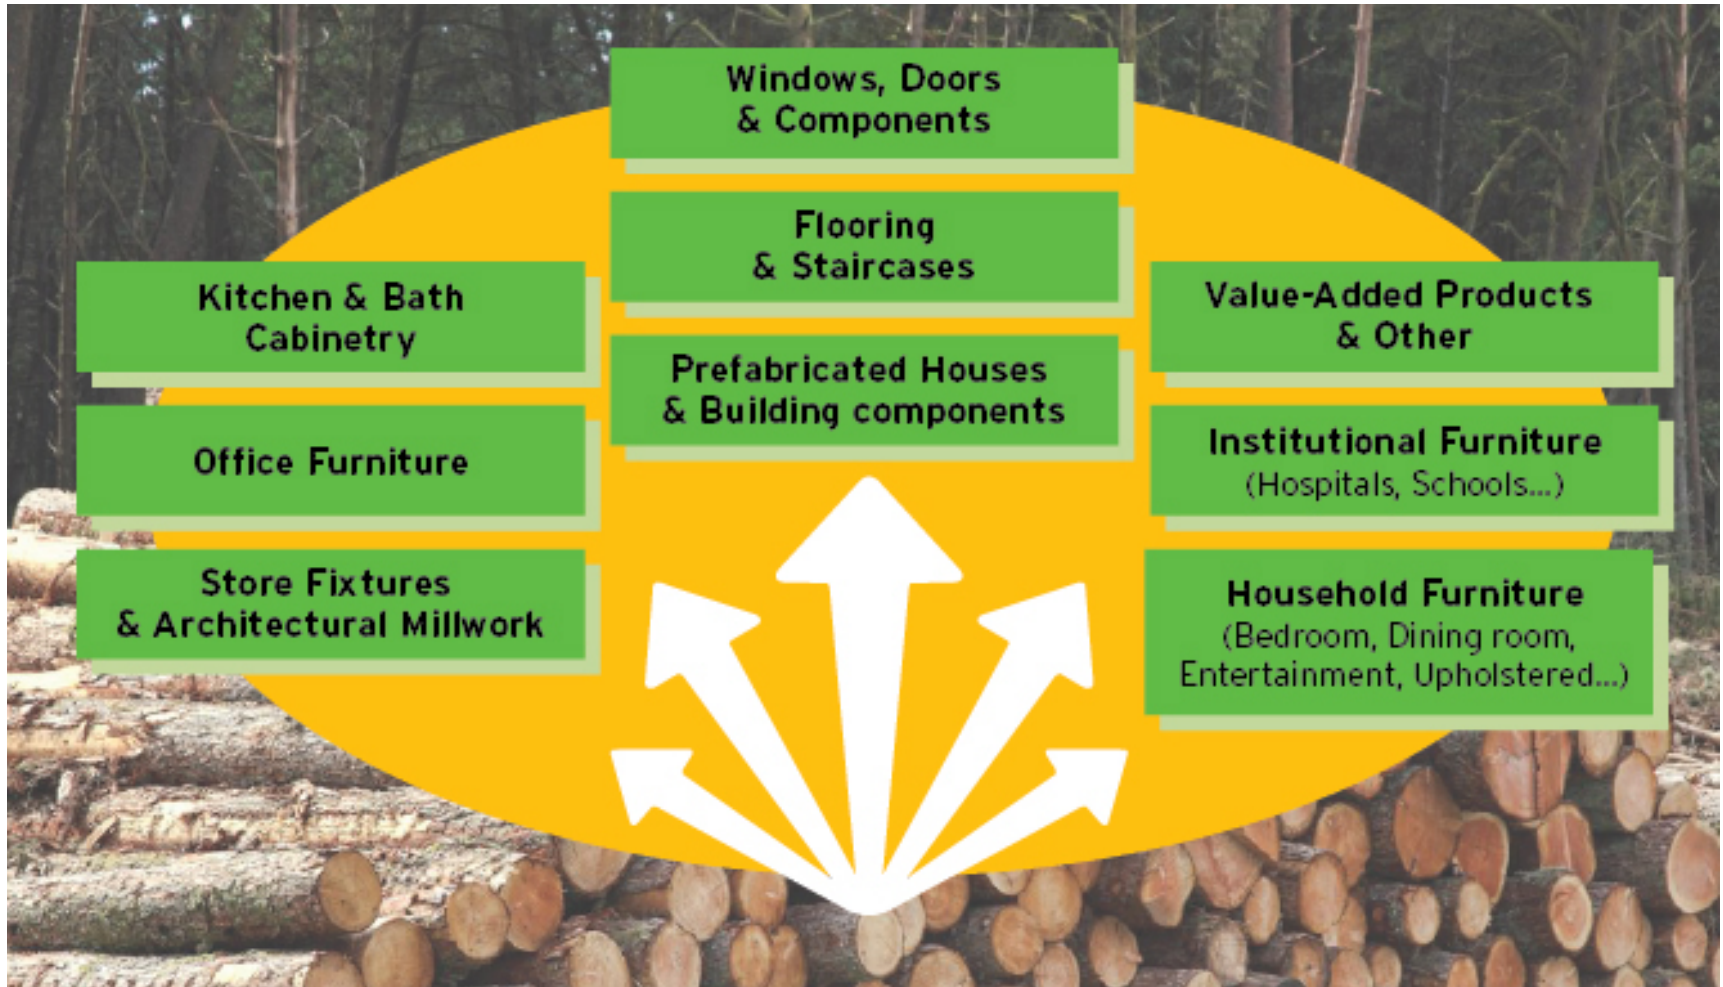 Windows, Doors
& Components
Flooring
& Staircases
Prefabricated Houses
& Building components
Kitchen & Bath
Cabinetry
Office Furniture
Store Fixtures
& Architectural Millwork
Value-Added Products
& Other
Institutional Furniture
(Hospitals, Schools...)
Household Furniture
(Bedroom, Dining room,
Entertainment, Upholstered...)